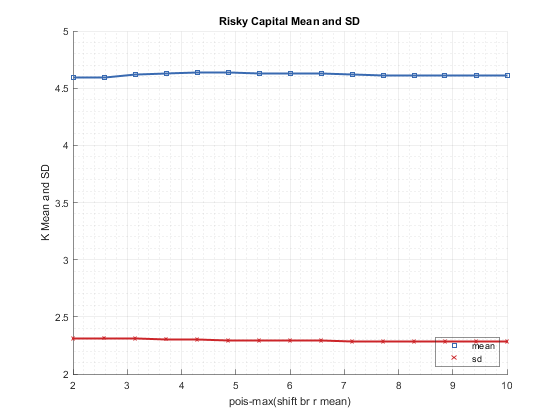 Risky Capital Mean and SD
5
4.5
4
3.5
3
2.5
2
K Mean and SD
mean
sd
2 3 4 5 6 7 8 9 10
pois-max(shift br r mean)